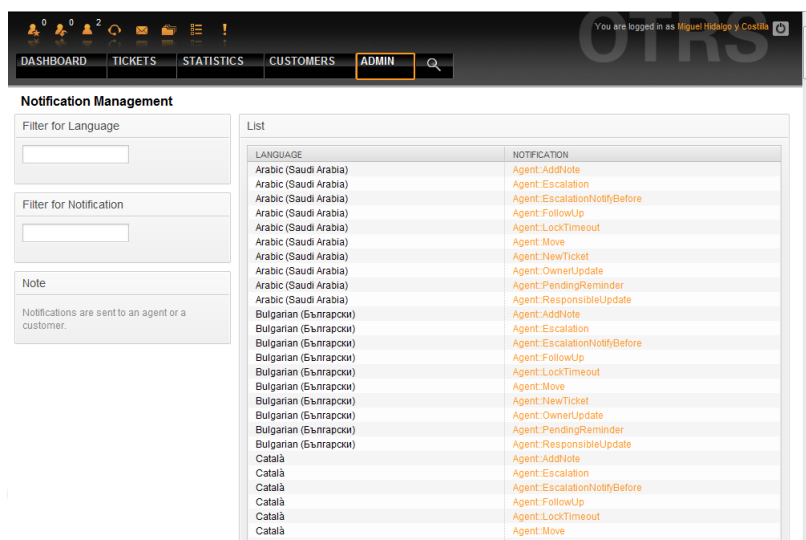 0 0 2
You are logged in as Miguel Hidalgo y Costilla
OTRS
DASHBOARD TICKETS STATISTICS CUSTOMERS ADMIN
Notification Management
Filter for Language
Filter for Notification
Note
Notifications are sent to an agent or a
customer.
List
LANGUAGE NOTIFICATION
Arabic (Saudi Arabia) Agent::AddNote
Arabic (Saudi Arabia) Agent::Escalation
Arabic (Saudi Arabia) Agent::EscalationNotifyBefore
Arabic (Saudi Arabia) Agent::FollowUp
Arabic (Saudi Arabia) Agent::LockTimeout
Arabic (Saudi Arabia) Agent::Move
Arabic (Saudi Arabia) Agent::NewTicket
Arabic (Saudi Arabia) Agent::OwnerUpdate
Arabic (Saudi Arabia) Agent::PendingReminder
Arabic (Saudi Arabia) Agent::ResponsibleUpdate
Bulgarian (Български) Agent::AddNote
Bulgarian (Български) Agent::Escalation
Bulgarian (Български) Agent::EscalationNotifyBefore
Bulgarian (Български) Agent::FollowUp
Bulgarian (Български) Agent::LockTimeout
Bulgarian (Български) Agent::Move
Bulgarian (Български) Agent::NewTicket
Bulgarian (Български) Agent::OwnerUpdate
Bulgarian (Български) Agent::PendingReminder
Bulgarian (Български) Agent::ResponsibleUpdate
Català Agent::AddNote
Català Agent::Escalation
Català Agent::EscalationNotifyBefore
Català Agent::FollowUp
Català Agent::LockTimeout
Català Agent::Move